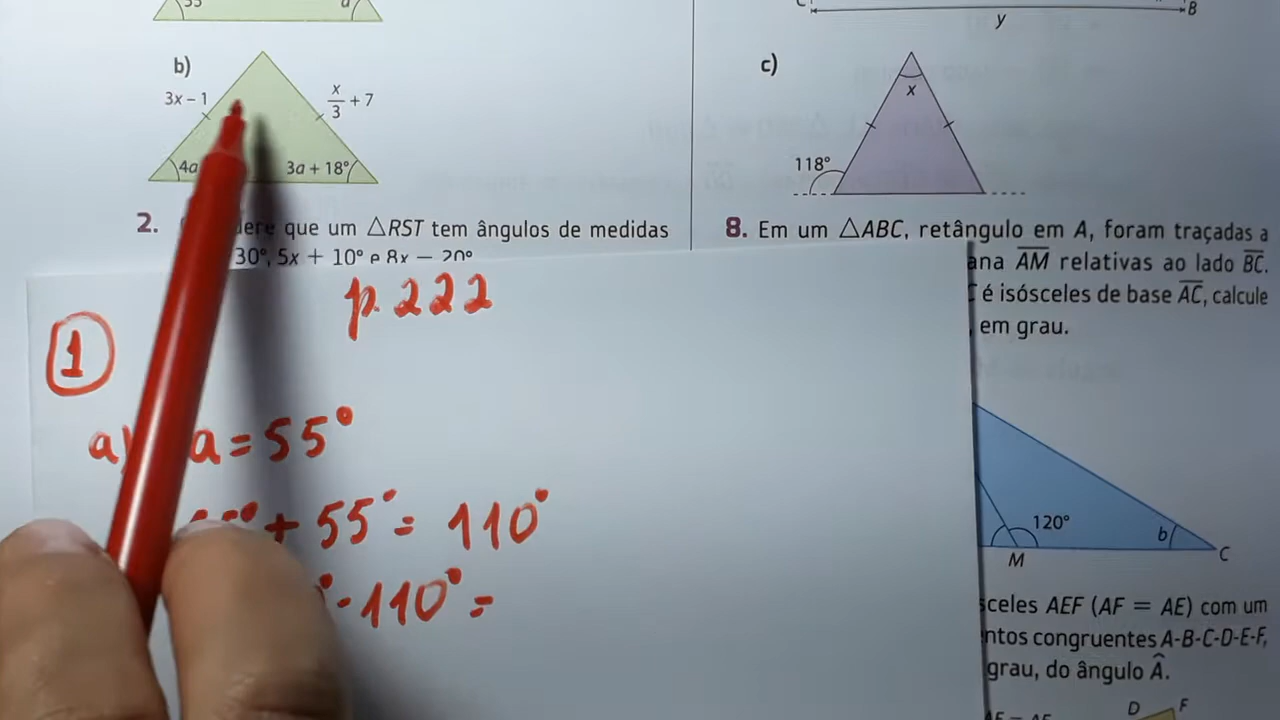 55
a
b)
3x – 1
x/3 + 7
4a
3a + 18°
2.
que um △RST tem ângulos de medidas
30°, 5x + 10° e 8x – 20°
y
B
c)
x
118°
8. Em um △ABC, retângulo em A, foram traçadas a
ana AM relativas ao lado BC.
é isósceles de base AC, calcule
em grau.
120°
b
M
C
sceles AEF (AF = AE) com um
ntos congruentes A-B-C-D-E-F,
grau, do ângulo Â.
D
F
p. 222
1
a) a = 55°
+ 55° = 110°
- 110° =